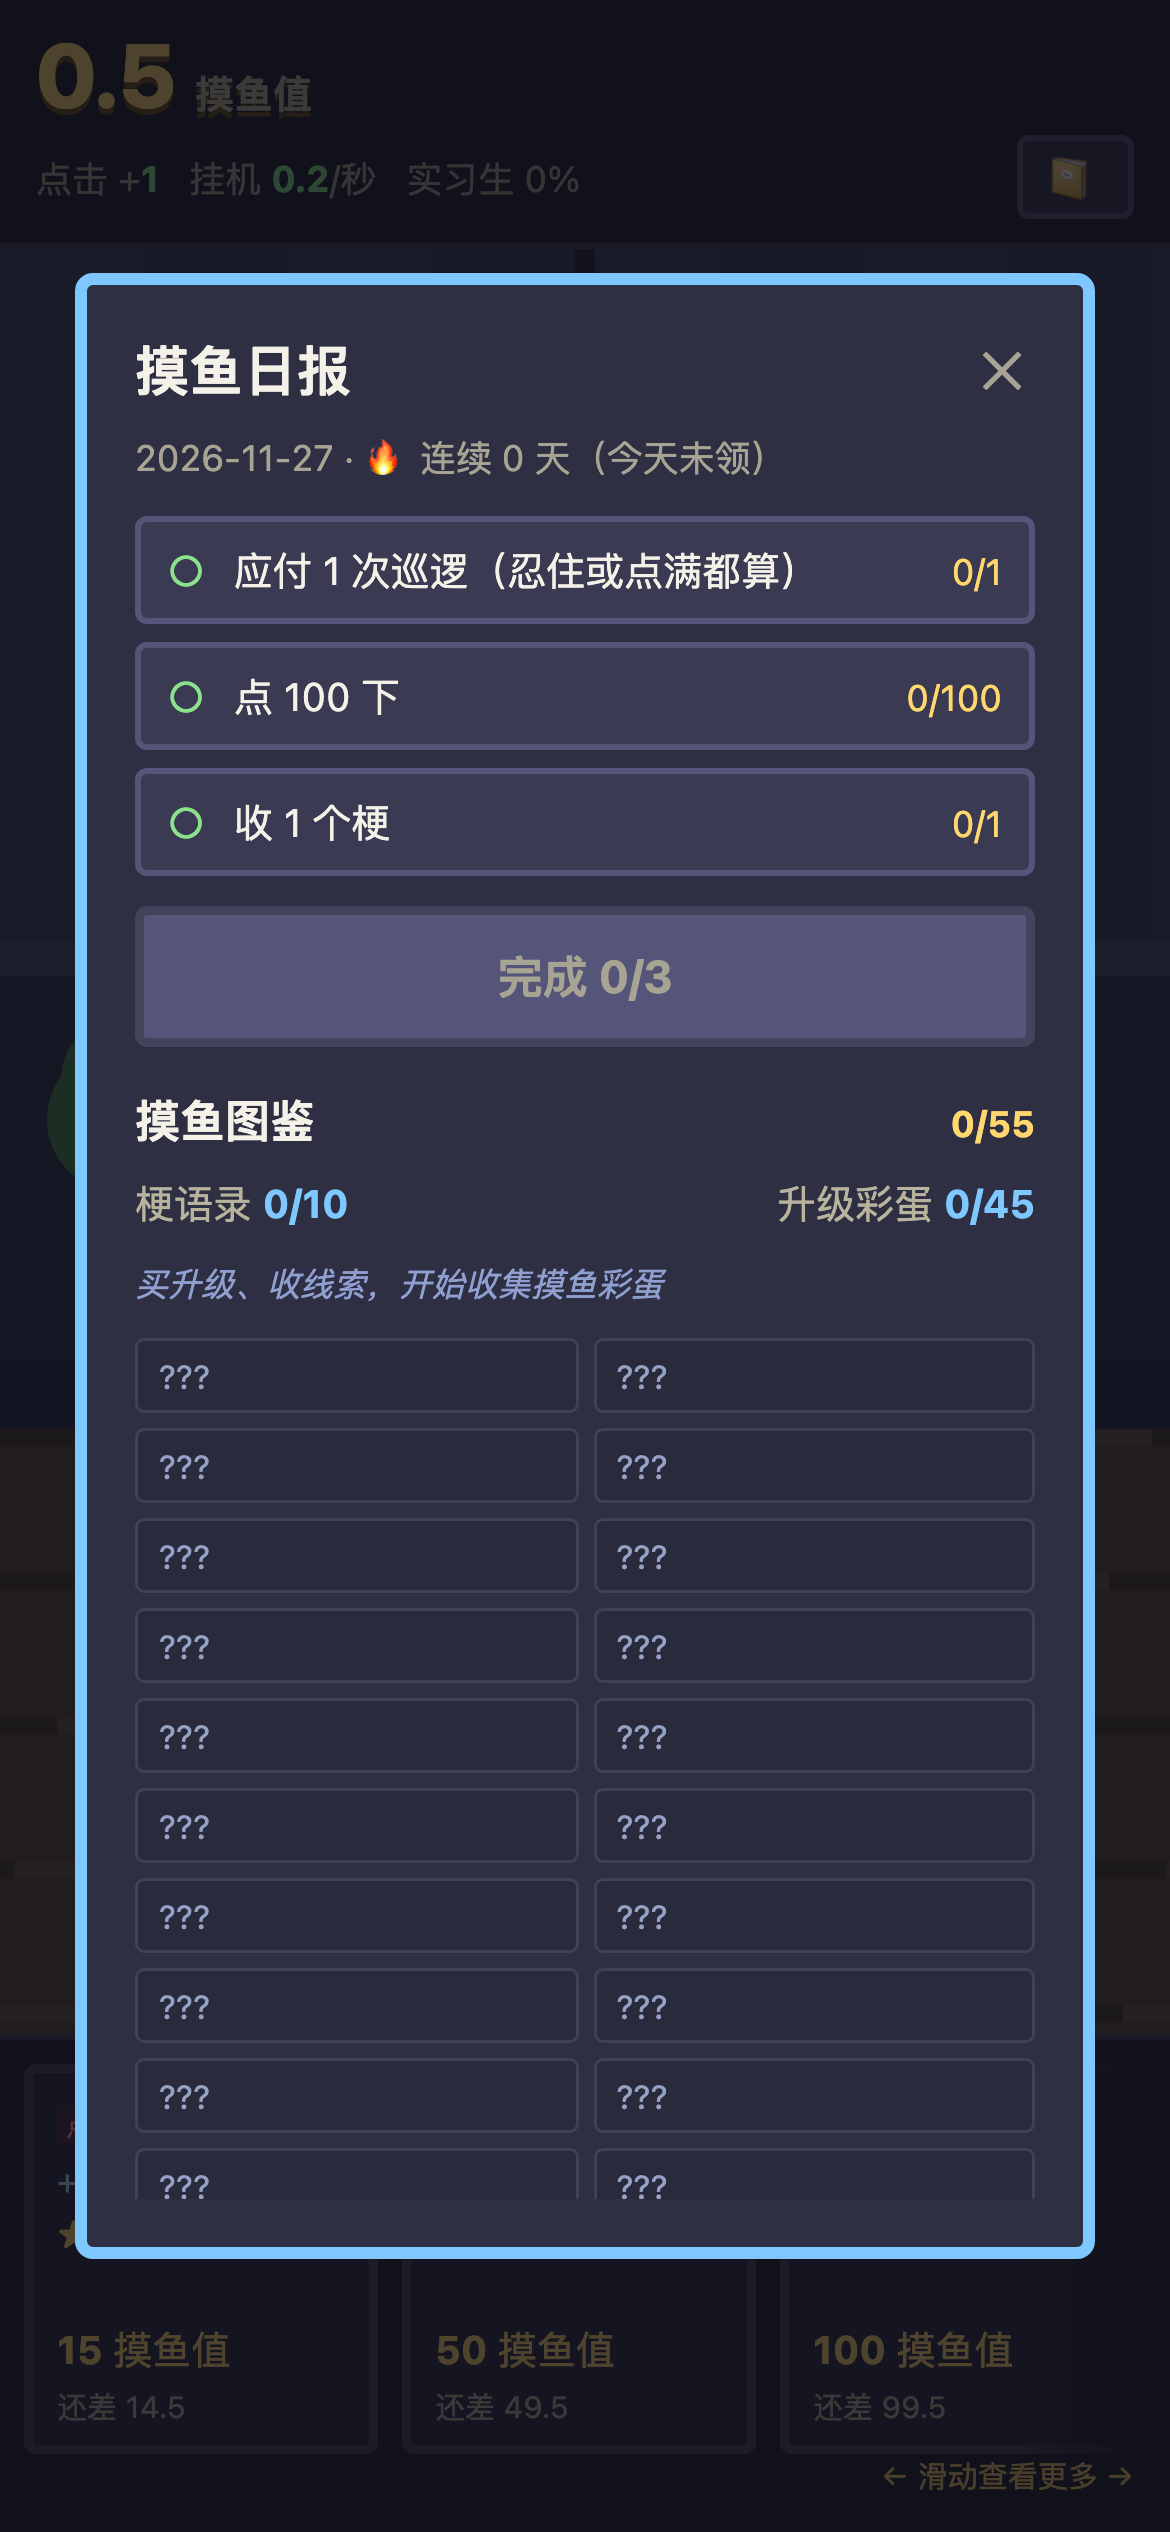 0.5 摸鱼值
点击 +1 挂机 0.2/秒 实习生 0%
摸鱼日报
2026-11-27 · 🔥 连续 0 天（今天未领）
应付 1 次巡逻（忍住或点满都算） 0/1
点 100 下 0/100
收 1 个梗 0/1
完成 0/3
摸鱼图鉴 0/55
梗语录 0/10 升级彩蛋 0/45
买升级、收线索，开始收集摸鱼彩蛋
??? ???
??? ???
??? ???
??? ???
??? ???
??? ???
??? ???
??? ???
??? ???
??? ???
15 摸鱼值 50 摸鱼值 100 摸鱼值
还差 14.5 还差 49.5 还差 99.5
← 滑动查看更多 →